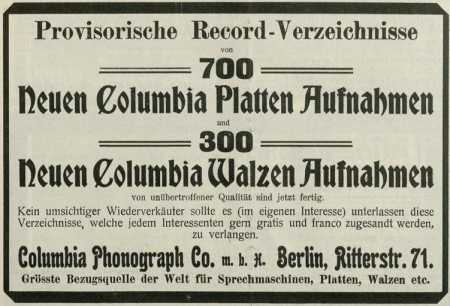 Provisorische Record-Verzeichnisse
von
700
Neuen Columbia Platten Aufnahmen
und
300
Neuen Columbia Walzen Aufnahmen
von unübertroffener Qualität sind jetzt fertig.
Kein umsichtiger Wiederverkäufer sollte es (im eigenen Interesse) unterlassen diese
Verzeichnisse, welche jedem Interessenten gern gratis und franco zugesandt werden,
zu verlangen.
Columbia Phonograph Co. m. b. H. Berlin, Ritterstr. 71.
Grösste Bezugsquelle der Welt für Sprechmaschinen, Platten, Walzen etc.